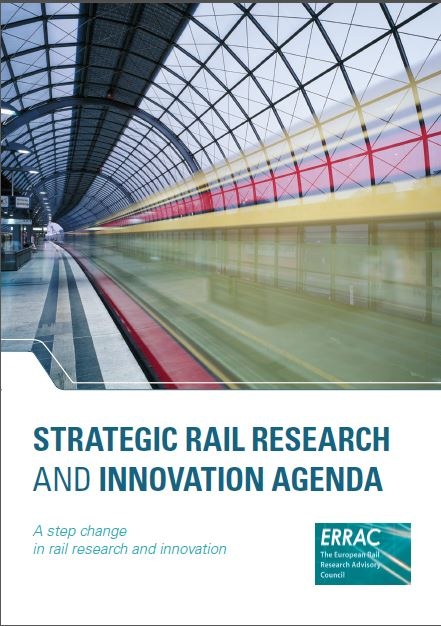 STRATEGIC RAIL RESEARCH
AND INNOVATION AGENDA
A step change
in rail research and innovation
ERRAC
The European Rail
Research Advisory
Council